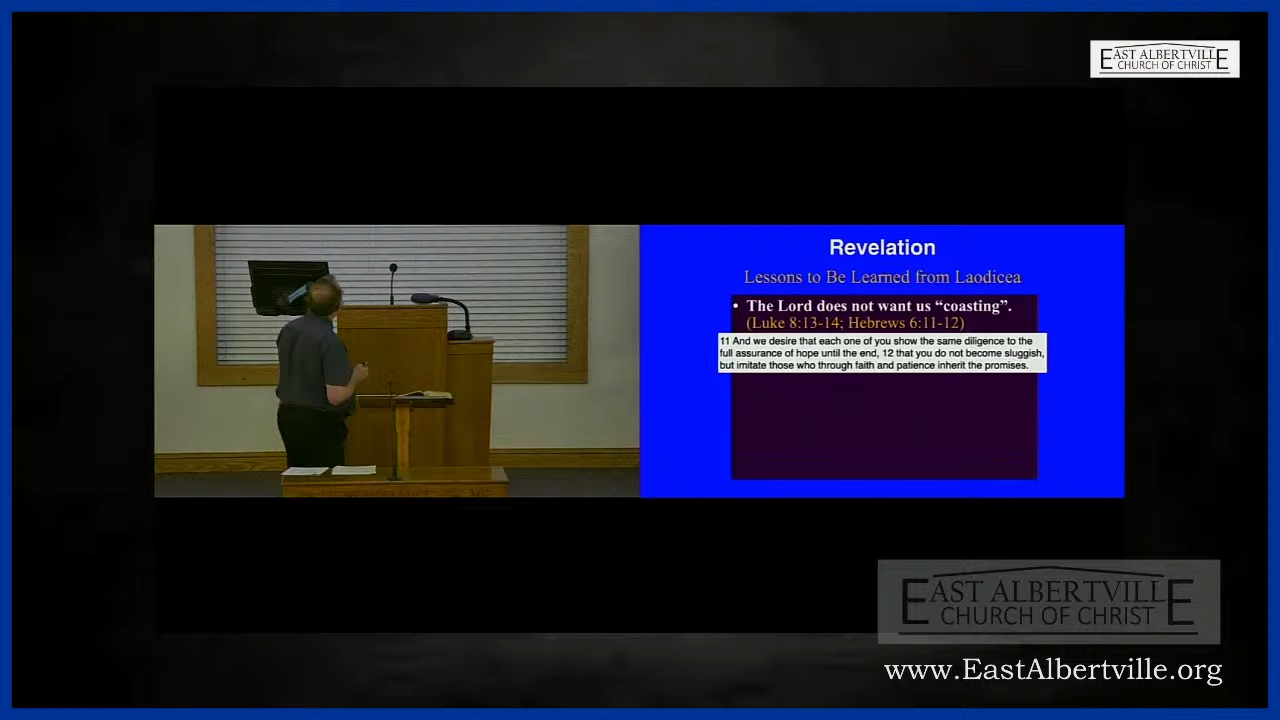 EAST ALBERTVILLE
CHURCH OF CHRIST
Revelation
Lessons to Be Learned from Laodicea
• The Lord does not want us “coasting”.
(Luke 8:13-14; Hebrews 6:11-12)
11 And we desire that each one of you show the same diligence to the
full assurance of hope until the end, 12 that you do not become sluggish,
but imitate those who through faith and patience inherit the promises.
EAST ALBERTVILLE
CHURCH OF CHRIST
www.EastAlbertville.org